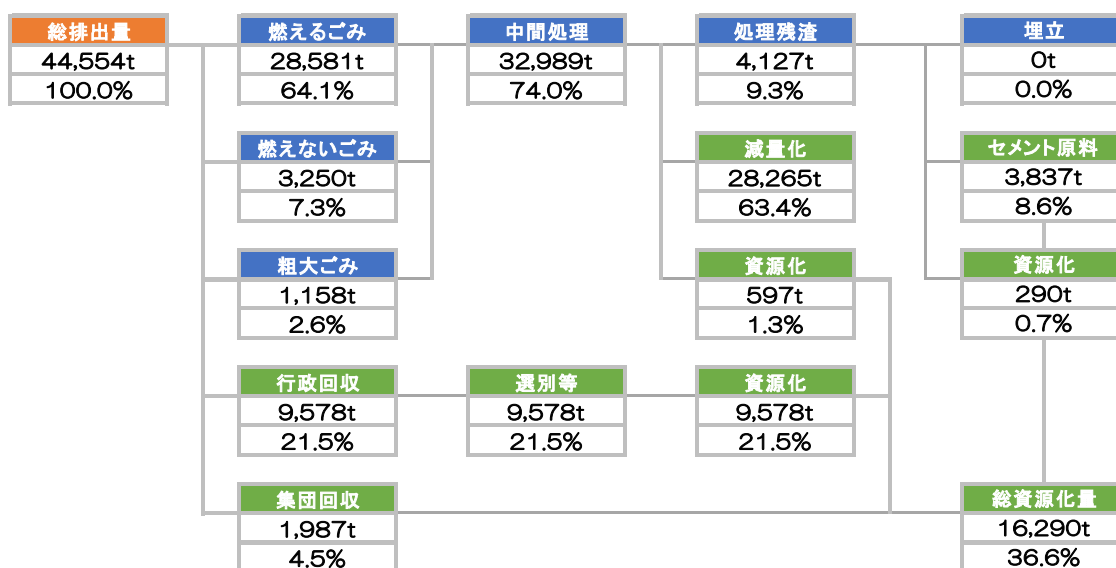 総排出量
44,554t
100.0%
燃えるごみ
28,581t
64.1%
中間処理
32,989t
74.0%
処理残渣
4,127t
9.3%
埋立
0t
0.0%
燃えないごみ
3,250t
7.3%
減量化
28,265t
63.4%
セメント原料
3,837t
8.6%
粗大ごみ
1,158t
2.6%
資源化
597t
1.3%
資源化
290t
0.7%
行政回収
9,578t
21.5%
選別等
9,578t
21.5%
資源化
9,578t
21.5%
集団回収
1,987t
4.5%
総資源化量
16,290t
36.6%